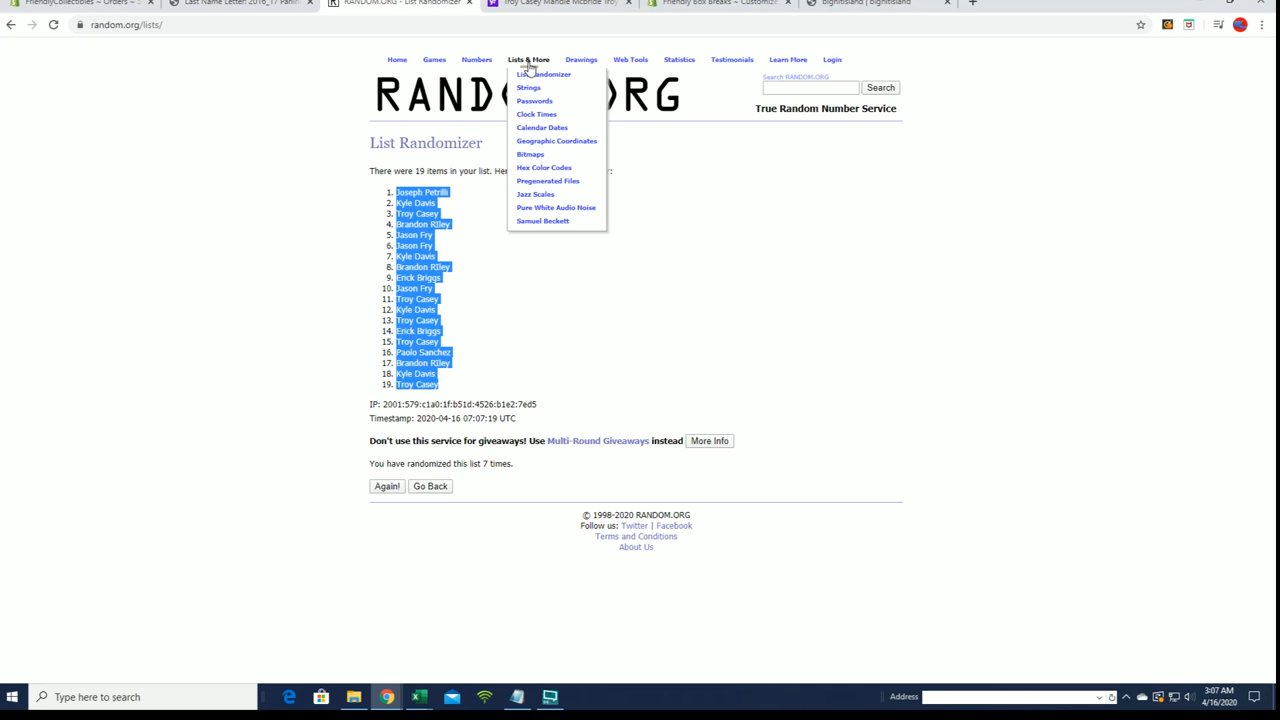 FriendlyCollectibles ~ Orders ~ S
Last Name Letter: 2016_17 Panini
RANDOM.ORG - List Randomizer
Troy Casey Mandie Mcbride Troy
Friendly Box Breaks ~ Customize
bignitisland | bignitisland
random.org/lists/
Home Games Numbers Lists & More Drawings Web Tools Statistics Testimonials Learn More Login
List Randomizer
Strings
Passwords
Clock Times
Calendar Dates
Geographic Coordinates
Bitmaps
Hex Color Codes
Pregenerated Files
Jazz Scales
Pure White Audio Noise
Samuel Beckett
Search RANDOM.ORG
Search
True Random Number Service
List Randomizer
There were 19 items in your list. Her
1. Joseph Petrilli
2. Kyle Davis
3. Troy Casey
4. Brandon RIley
5. Jason Fry
6. Jason Fry
7. Kyle Davis
8. Brandon RIley
9. Erick Briggs
10. Jason Fry
11. Troy Casey
12. Kyle Davis
13. Troy Casey
14. Erick Briggs
15. Troy Casey
16. Paolo Sanchez
17. Brandon RIley
18. Kyle Davis
19. Troy Casey
IP: 2001:579:c1a0:1f:b51d:4526:b1e2:7ed5
Timestamp: 2020-04-16 07:07:19 UTC
Don't use this service for giveaways! Use Multi-Round Giveaways instead More Info
You have randomized this list 7 times.
Again! Go Back
© 1998-2020 RANDOM.ORG
Follow us: Twitter | Facebook
Terms and Conditions
About Us
Type here to search
Address
3:07 AM
4/16/2020